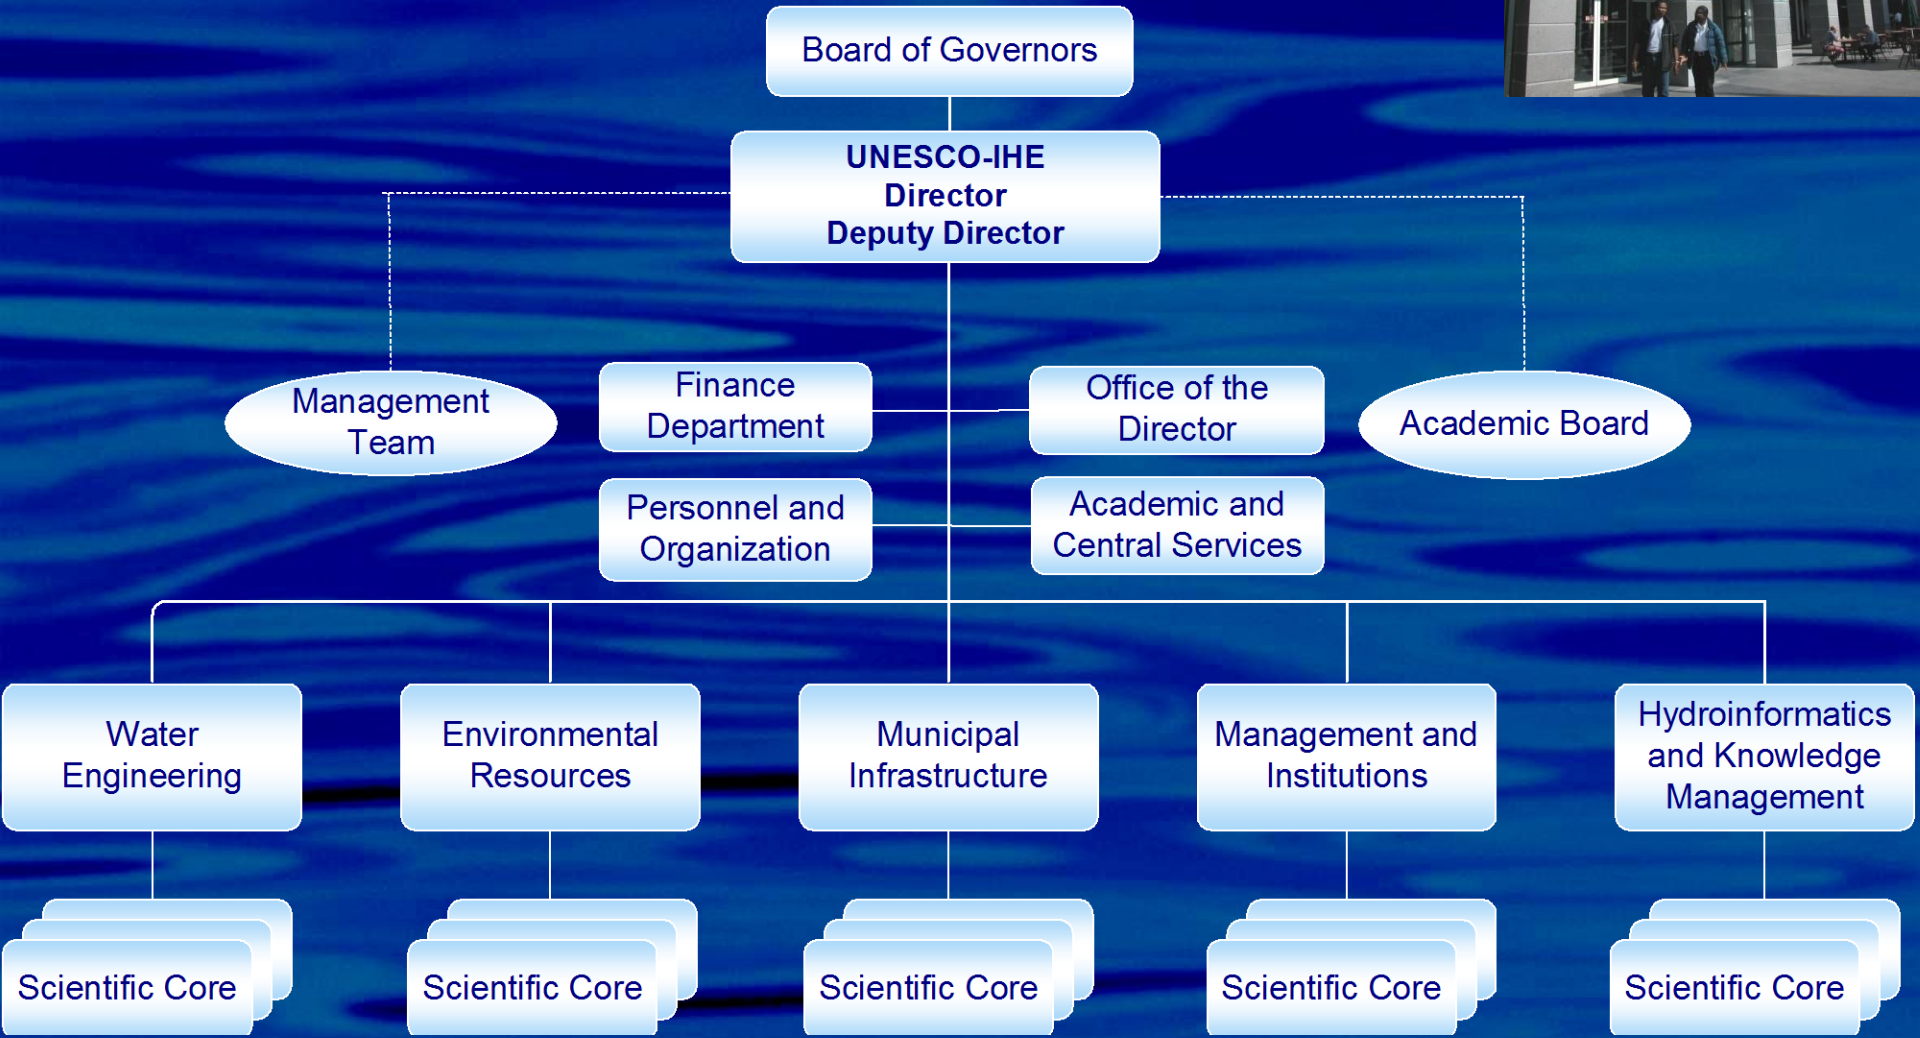 Board of Governors
UNESCO-IHE
Director
Deputy Director
Management
Team
Finance
Department
Office of the
Director
Academic Board
Personnel and
Organization
Academic and
Central Services
Water
Engineering
Environmental
Resources
Municipal
Infrastructure
Management and
Institutions
Hydroinformatics
and Knowledge
Management
Scientific Core
Scientific Core
Scientific Core
Scientific Core
Scientific Core